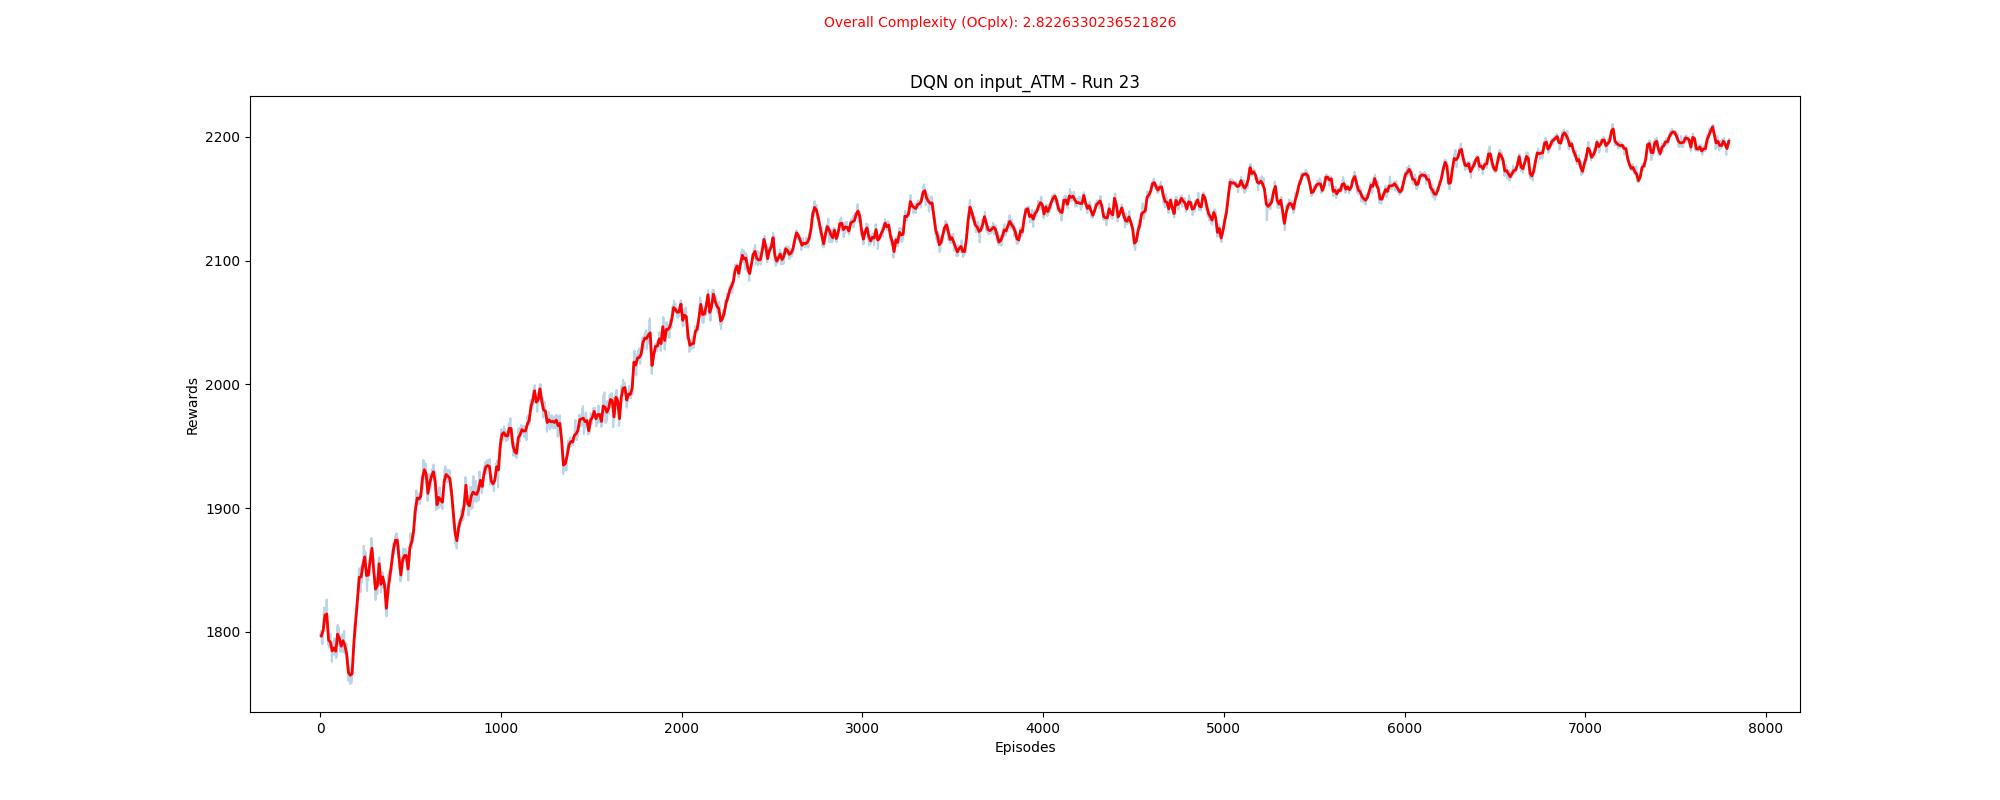 Overall Complexity (OCplx): 2.8226330236521826
DQN on input_ATM - Run 23
Rewards
2200
2100
2000
1900
1800
0 1000 2000 3000 4000 5000 6000 7000 8000
Episodes